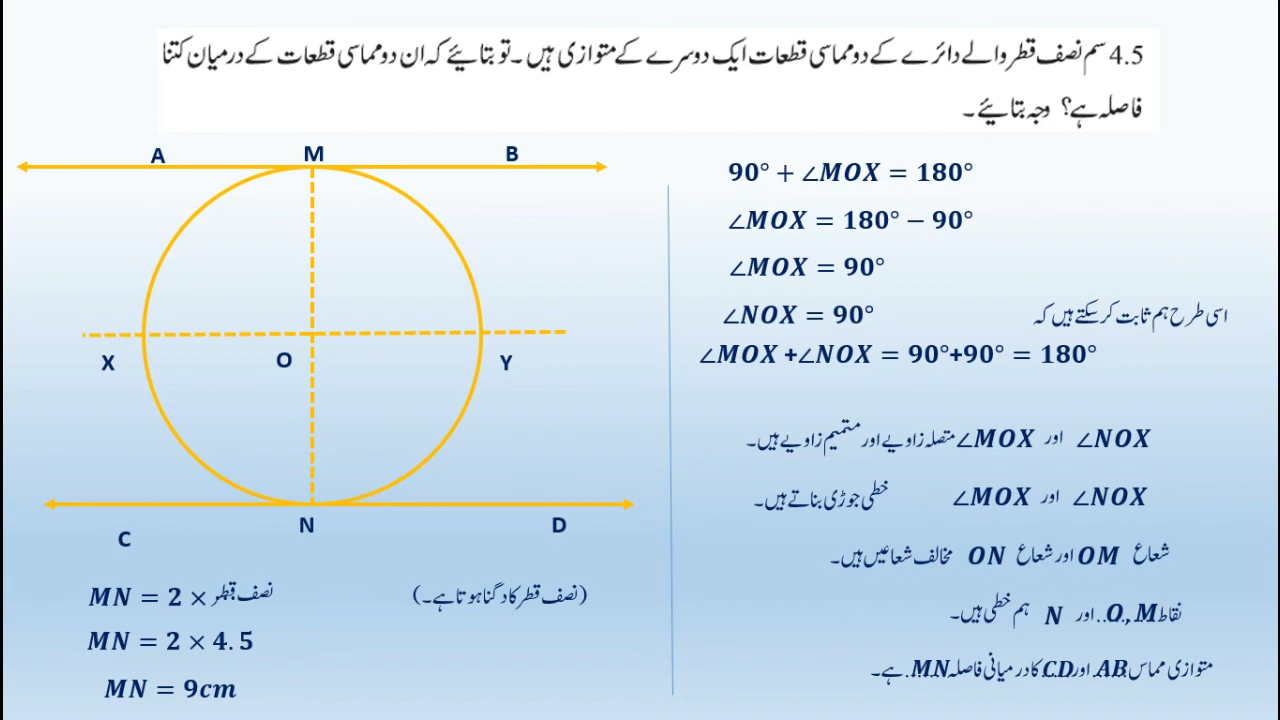 4.5 سم نصف قطر والے دائرے کے دو مماسی قطعات ایک دوسرے کے متوازی ہیں۔ تو بتائیے کہ ان دو مماسی قطعات کے درمیان کتنا
فاصلہ ہے؟ وجہ بتائیے۔
A M B
X O Y
C N D
MN = 2 × نصف قطر (نصف قطر کا دگنا ہوتا ہے۔)
MN = 2 × 4.5
MN = 9cm
90° + ∠MOX = 180°
∠MOX = 180° − 90°
∠MOX = 90°
اسی طرح ہم ثابت کر سکتے ہیں کہ ∠NOX = 90°
∠MOX +∠NOX = 90°+90° = 180°
∠NOX اور ∠MOX متصلہ زاویے اور متمیم زاویے ہیں۔
∠NOX اور ∠MOX خطی جوڑی بناتے ہیں۔
شعاع OM اور شعاع ON مخالف شعاعیں ہیں۔
نقاط O,M اور N ہم خطی ہیں۔
متوازی مماس AB اور CD کا درمیانی فاصلہ MN ہے۔